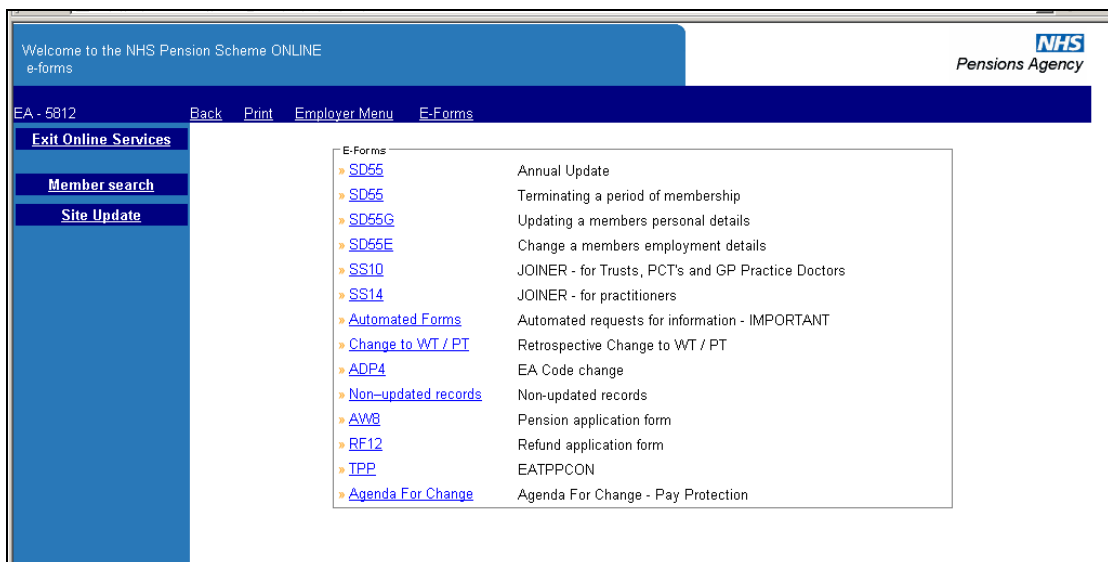 Welcome to the NHS Pension Scheme ONLINE
e-forms
NHS
Pensions Agency
EA - 5812 Back Print Employer Menu E-Forms
Exit Online Services
Member search
Site Update
E-Forms
» SD55 Annual Update
» SD55 Terminating a period of membership
» SD55G Updating a members personal details
» SD55E Change a members employment details
» SS10 JOINER - for Trusts, PCT's and GP Practice Doctors
» SS14 JOINER - for practitioners
» Automated Forms Automated requests for information - IMPORTANT
» Change to WT / PT Retrospective Change to WT / PT
» ADP4 EA Code change
» Non–updated records Non-updated records
» AW8 Pension application form
» RF12 Refund application form
» TPP EATPPCON
» Agenda For Change Agenda For Change - Pay Protection